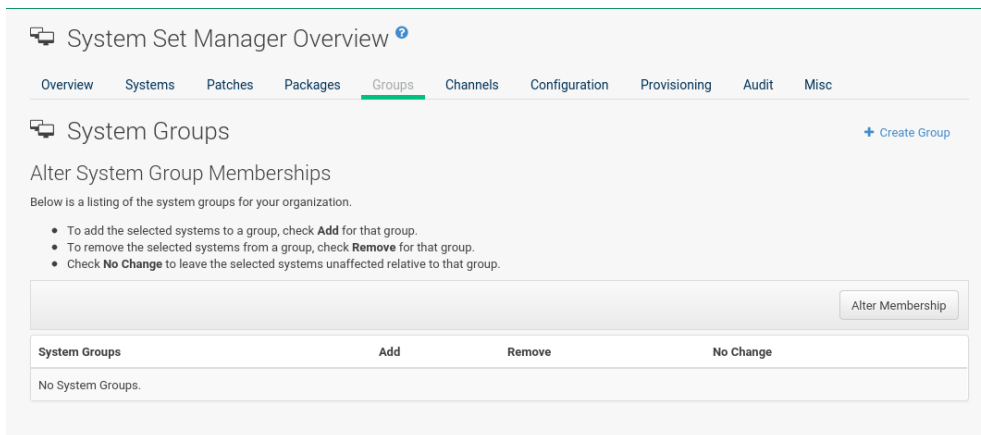 System Set Manager Overview ?
Overview Systems Patches Packages Groups Channels Configuration Provisioning Audit Misc
System Groups
+ Create Group
Alter System Group Memberships
Below is a listing of the system groups for your organization.
• To add the selected systems to a group, check Add for that group.
• To remove the selected systems from a group, check Remove for that group.
• Check No Change to leave the selected systems unaffected relative to that group.
Alter Membership
System Groups Add Remove No Change
No System Groups.